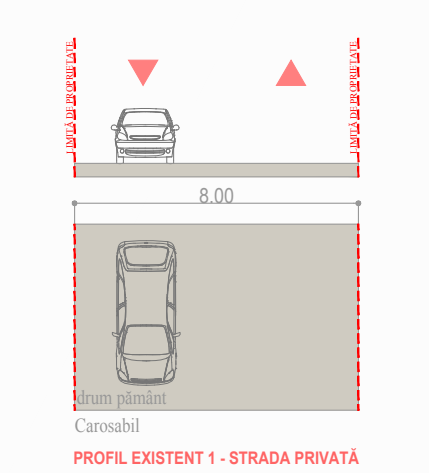 LIMITĂ DE PROPRIETATE
LIMITĂ DE PROPRIETATE
8.00
drum pământ
Carosabil
PROFIL EXISTENT 1 - STRADA PRIVATĂ